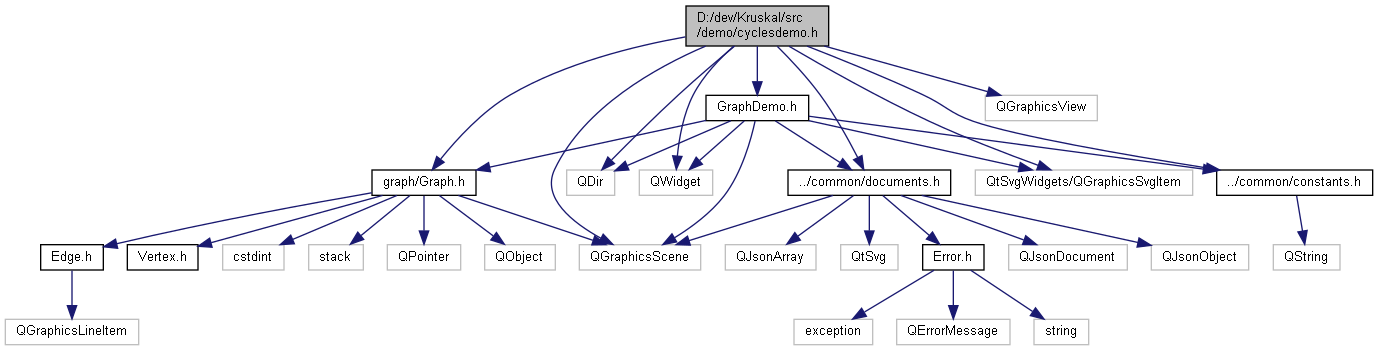 D:/dev/Kruskal/src
/demo/cyclesdemo.h
GraphDemo.h
QGraphicsView
graph/Graph.h
QDir
QWidget
../common/documents.h
QtSvgWidgets/QGraphicsSvgItem
../common/constants.h
Edge.h
Vertex.h
cstdint
stack
QPointer
QObject
QGraphicsScene
QJsonArray
QtSvg
Error.h
QJsonDocument
QJsonObject
QString
QGraphicsLineItem
exception
QErrorMessage
string